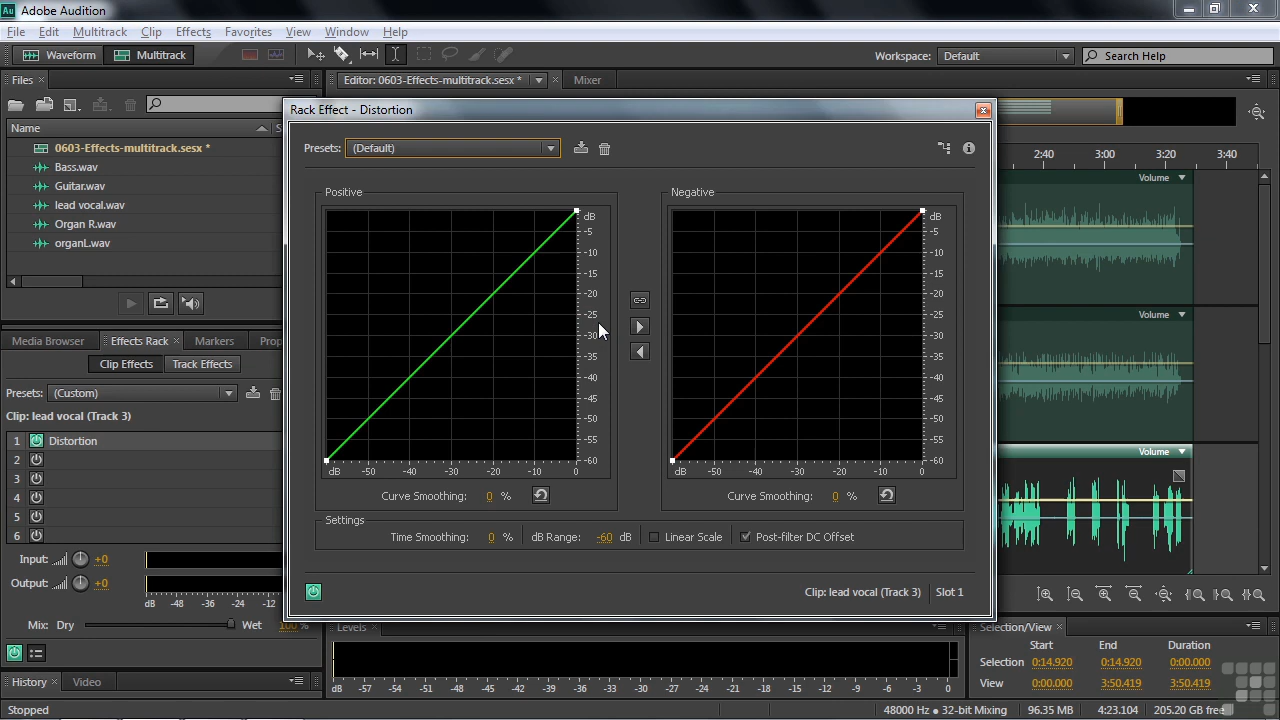 Au Adobe Audition
File Edit Multitrack Clip Effects Favorites View Window Help
Waveform Multitrack Workspace: Default Search Help
Files × Editor: 0603-Effects-multitrack.sesx * × Mixer
Name S
0603-Effects-multitrack.sesx *
Bass.wav
Guitar.wav
lead vocal.wav
Organ R.wav
organL.wav
Media Browser Effects Rack × Markers Prop
Clip Effects Track Effects
Presets: (Custom)
Clip: lead vocal (Track 3)
1 Distortion
2
3
4
5
6
Input: +0
Output: +0
dB -48 -36 -24 -12
Mix: Dry Wet 100 %
History × Video
Stopped
Rack Effect - Distortion
Presets: (Default)
Positive
dB
-5
-10
-15
-20
-25
-30
-35
-40
-45
-50
-55
-60
dB -50 -40 -30 -20 -10 0
Curve Smoothing: 0 %
Negative
dB
-5
-10
-15
-20
-25
-30
-35
-40
-45
-50
-55
-60
dB -50 -40 -30 -20 -10 0
Curve Smoothing: 0 %
Settings
Time Smoothing: 0 % dB Range: -60 dB Linear Scale Post-filter DC Offset
Clip: lead vocal (Track 3) Slot 1
2:40 3:00 3:20 3:40
Volume
Volume
Volume
Levels ×
dB -57 -54 -51 -48 -45 -42 -39 -36 -33 -30 -27 -24 -21 -18 -15 -12 -9 -6 -3 0
Selection/View ×
Start End Duration
Selection 0:14.920 0:14.920 0:00.000
View 0:00.000 3:50.419 3:50.419
48000 Hz ● 32-bit Mixing 96.35 MB 4:23.104 205.20 GB free